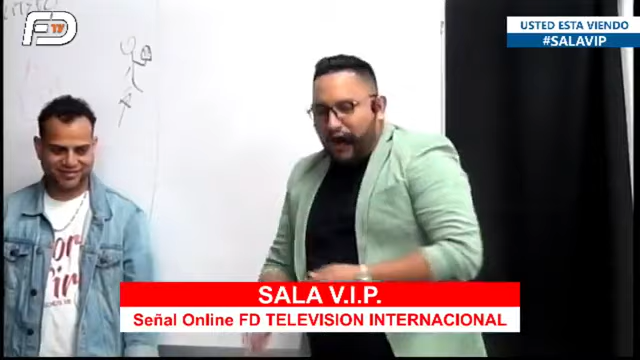 FD TV
USTED ESTA VIENDO
#SALAVIP
SALA V.I.P.
Señal Online FD TELEVISION INTERNACIONAL